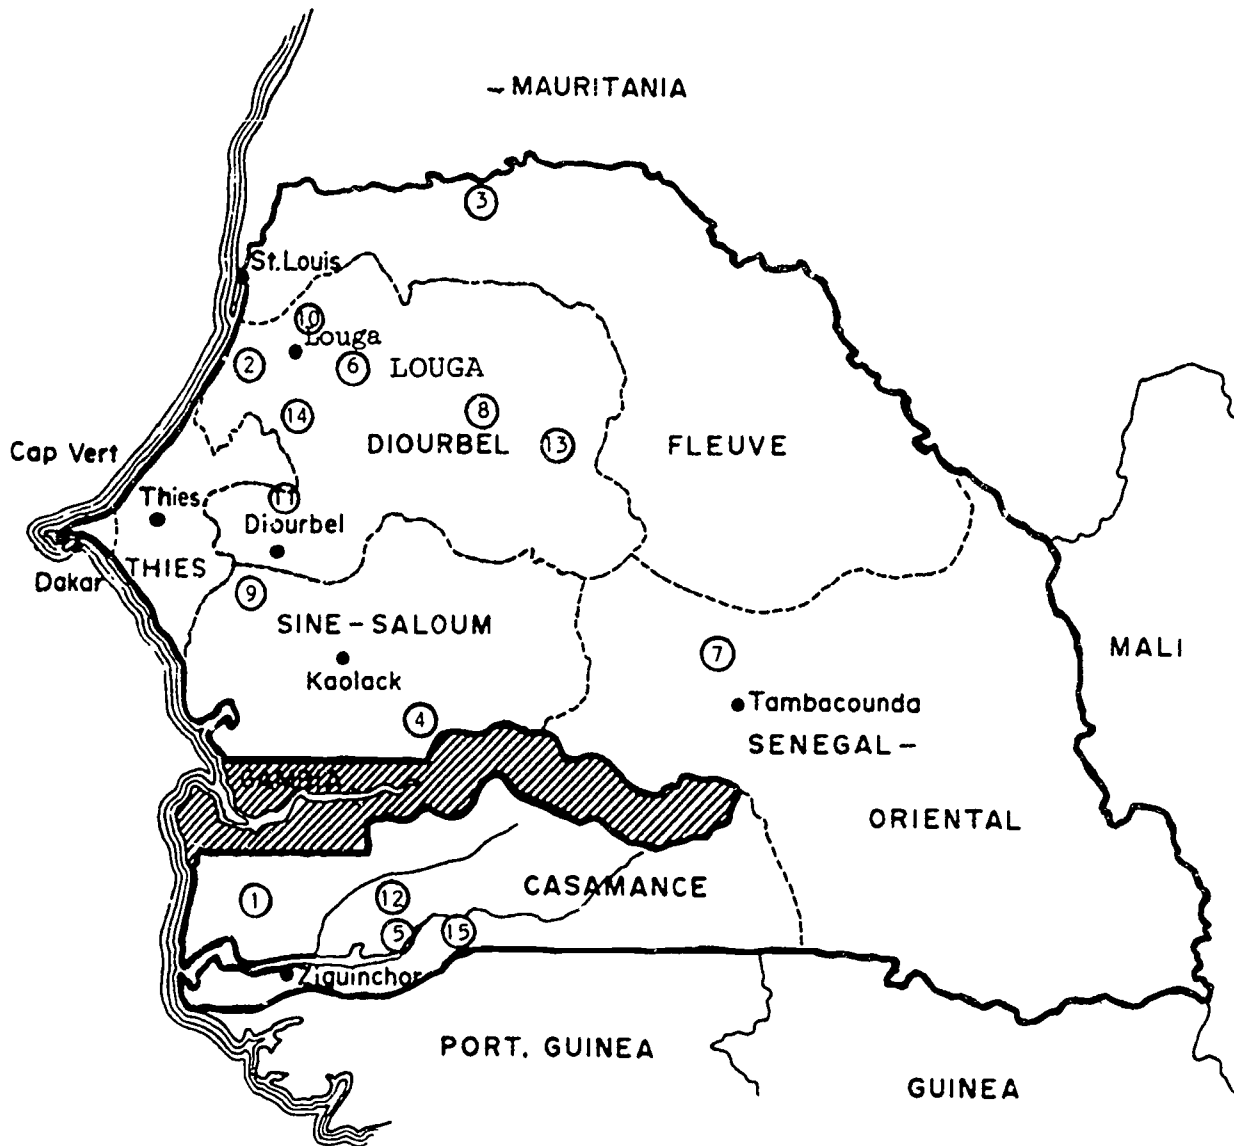 ~MAURITANIA
3
St.Louis
10
Louga
2
6
LOUGA
8
14
DIOURBEL
13
FLEUVE
Cap Vert
Thies
11
Diourbel
THIES
Dakar
9
SINE-SALOUM
7
MALI
Kaolack
4
Tambacounda
SENEGAL-
GAMBIA
ORIENTAL
1
12
CASAMANCE
5
15
Ziguinchor
PORT. GUINEA
GUINEA